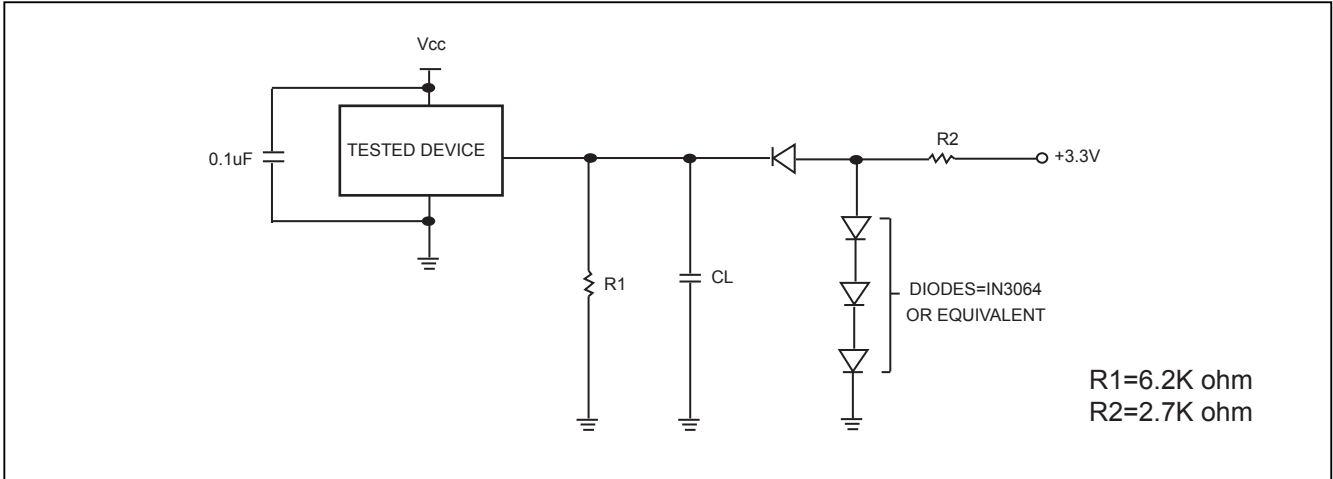 Vcc
0.1uF
TESTED DEVICE
R2
+3.3V
R1
CL
DIODES=IN3064
OR EQUIVALENT
R1=6.2K ohm
R2=2.7K ohm